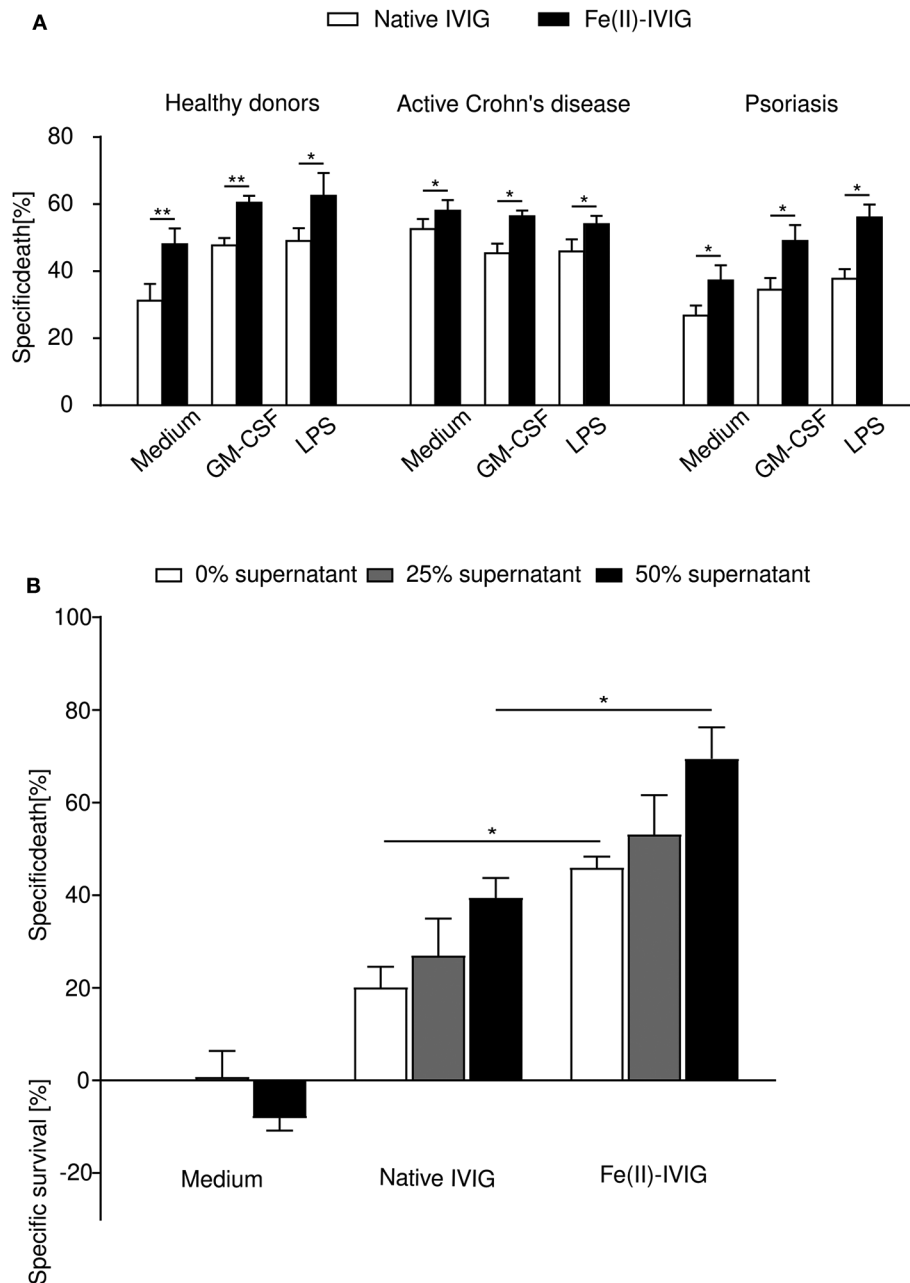 A
Native IVIG Fe(II)-IVIG
Healthy donors Active Crohn's disease Psoriasis
Specificdeath[%]
80
60
40
20
0
** ** * * * * * * *
Medium GM-CSF LPS Medium GM-CSF LPS Medium GM-CSF LPS
B
0% supernatant 25% supernatant 50% supernatant
Specificdeath[%]
Specific survival [%]
100
80
60
40
20
0
-20
*
*
Medium Native IVIG Fe(II)-IVIG